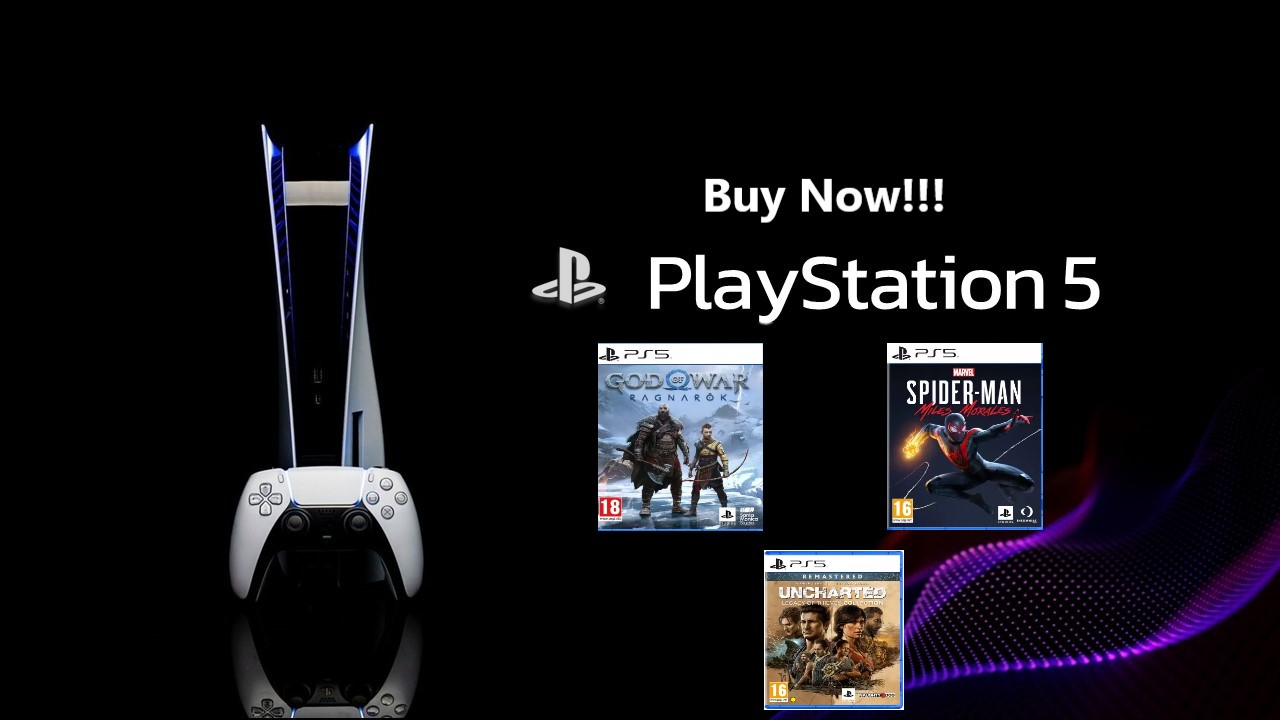 Buy Now!!!
PlayStation 5
PS5
GOD OF WAR
RAGNARÖK
18
PS5
MARVEL
SPIDER-MAN
MILES MORALES
16
PS5
REMASTERED
UNCHARTED
LEGACY OF THIEVES COLLECTION
16